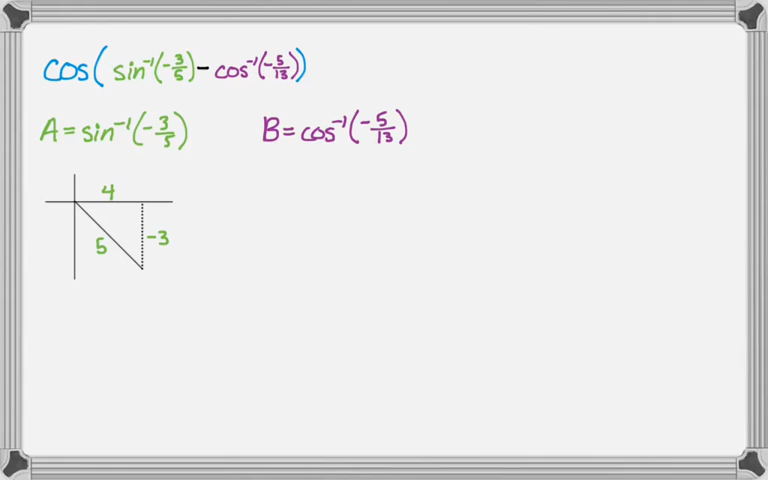 cos(sin⁻¹(-3/5) - cos⁻¹(-5/13))
A = sin⁻¹(-3/5) B = cos⁻¹(-5/13)
4
5 -3